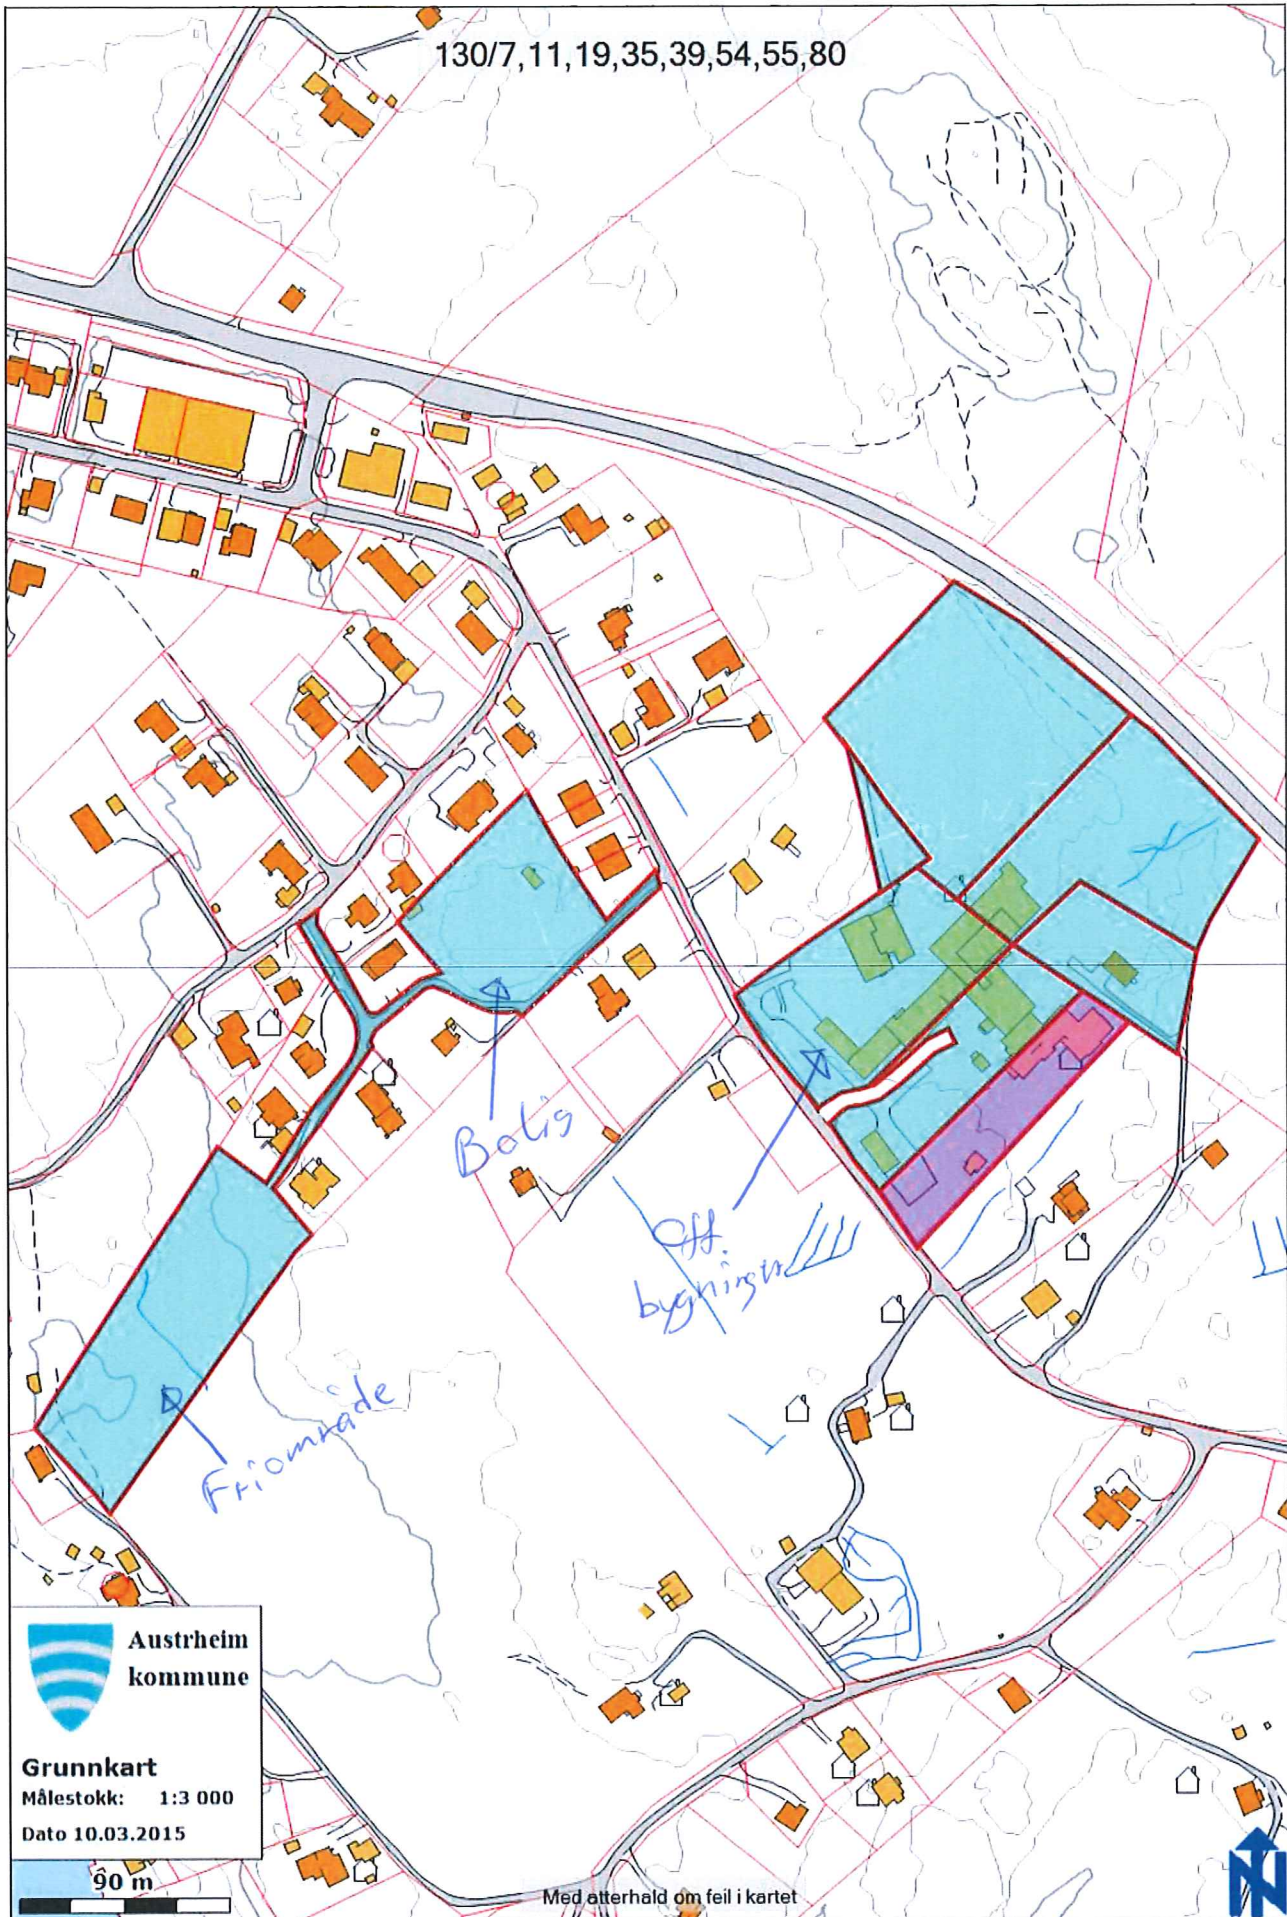 130/7,11,19,35,39,54,55,80
Bolig
Off.
bygninger
Friområde
Austrheim
kommune
Grunnkart
Målestokk: 1:3 000
Dato 10.03.2015
90 m
Med atterhald om feil i kartet
N